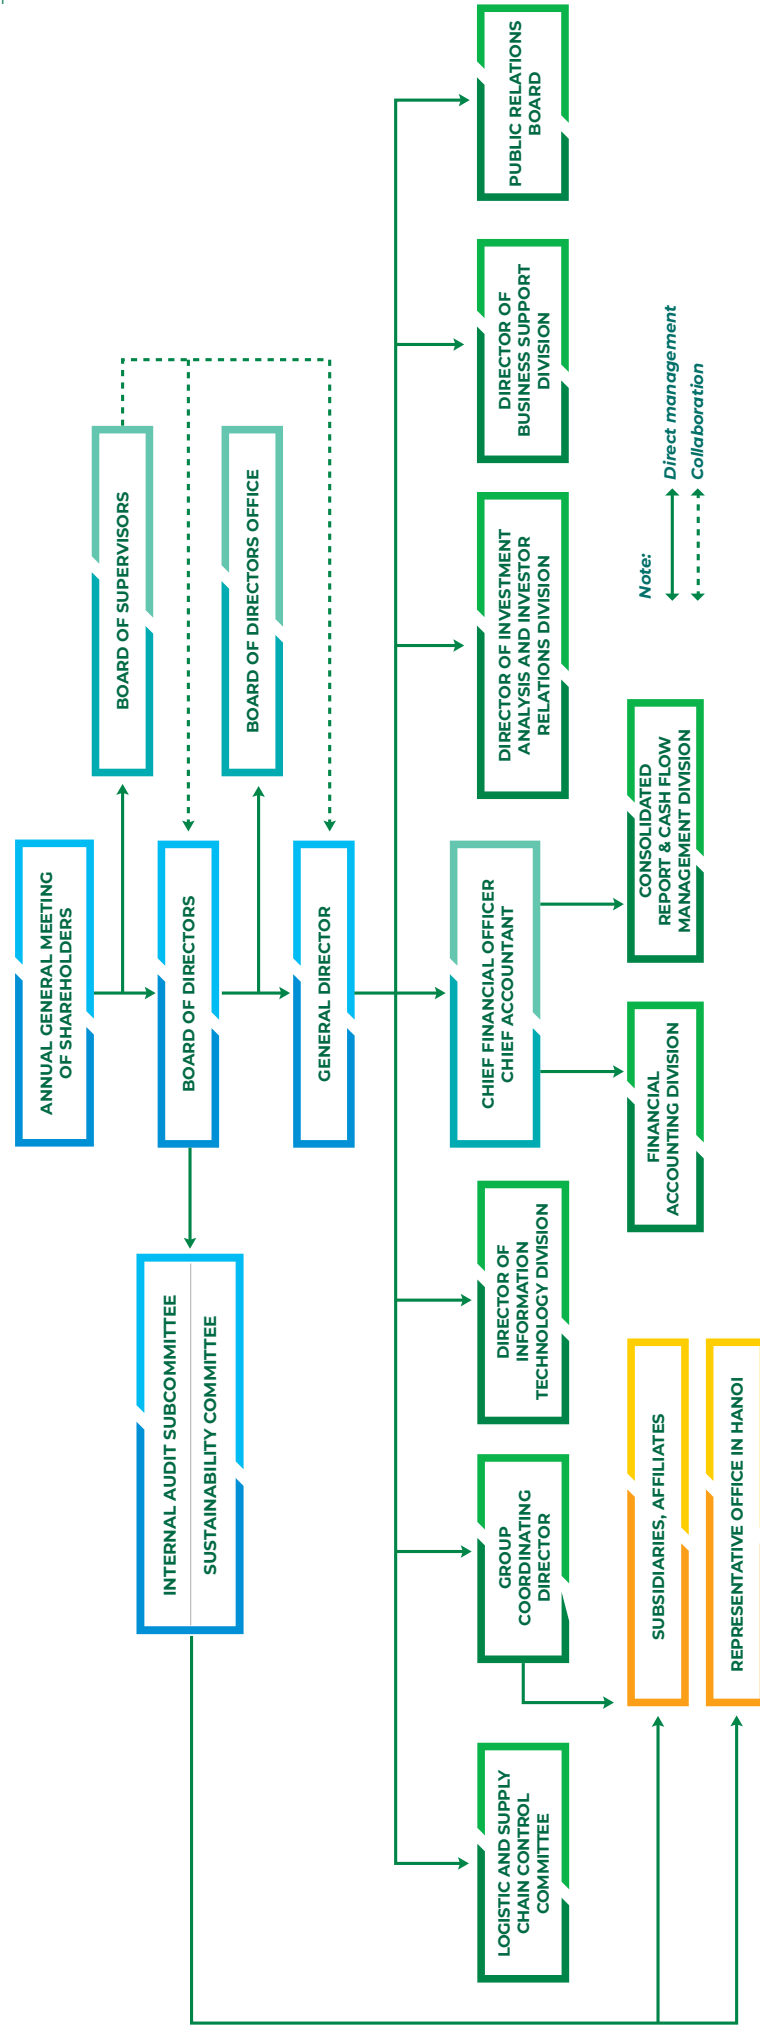 ANNUAL GENERAL MEETING
OF SHAREHOLDERS
BOARD OF SUPERVISORS
BOARD OF DIRECTORS
INTERNAL AUDIT SUBCOMMITTEE
SUSTAINABILITY COMMITTEE
BOARD OF DIRECTORS OFFICE
GENERAL DIRECTOR
LOGISTIC AND SUPPLY
CHAIN CONTROL
COMMITTEE
GROUP
COORDINATING
DIRECTOR
DIRECTOR OF
INFORMATION
TECHNOLOGY DIVISION
CHIEF FINANCIAL OFFICER
CHIEF ACCOUNTANT
DIRECTOR OF INVESTMENT
ANALYSIS AND INVESTOR
RELATIONS DIVISION
DIRECTOR OF
BUSINESS SUPPORT
DIVISION
PUBLIC RELATIONS
BOARD
SUBSIDIARIES, AFFILIATES
REPRESENTATIVE OFFICE IN HANOI
FINANCIAL
ACCOUNTING DIVISION
CONSOLIDATED
REPORT & CASH FLOW
MANAGEMENT DIVISION
Note:
Direct management
Collaboration